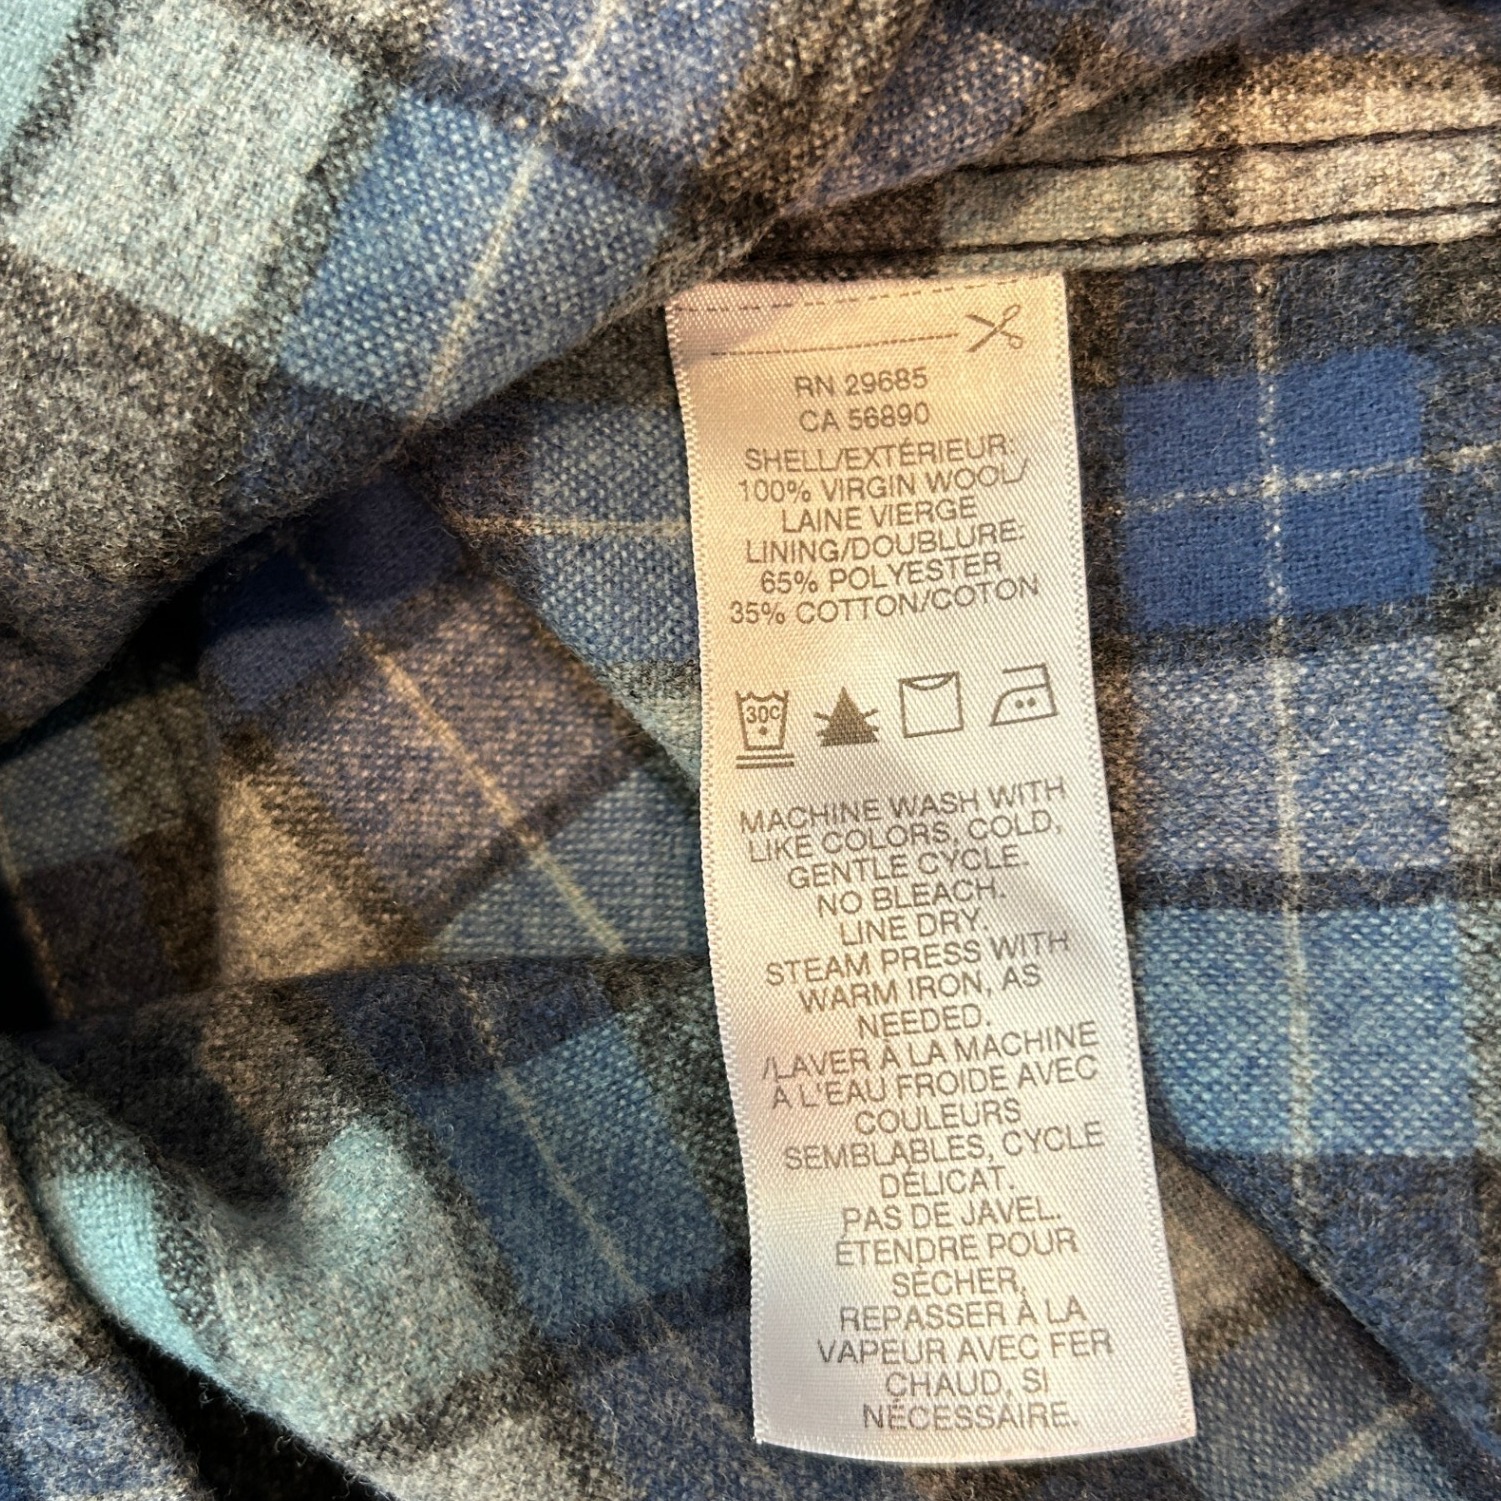 RN 29685
CA 56890
SHELL/EXTÉRIEUR:
100% VIRGIN WOOL/
LAINE VIERGE
LINING/DOUBLURE:
65% POLYESTER
35% COTTON/COTON
30C
MACHINE WASH WITH
LIKE COLORS, COLD,
GENTLE CYCLE.
NO BLEACH.
LINE DRY.
STEAM PRESS WITH
WARM IRON, AS
NEEDED.
/LAVER À LA MACHINE
À L'EAU FROIDE AVEC
COULEURS
SEMBLABLES, CYCLE
DÉLICAT.
PAS DE JAVEL.
ÉTENDRE POUR
SÉCHER,
REPASSER À LA
VAPEUR AVEC FER
CHAUD, SI
NÉCESSAIRE.